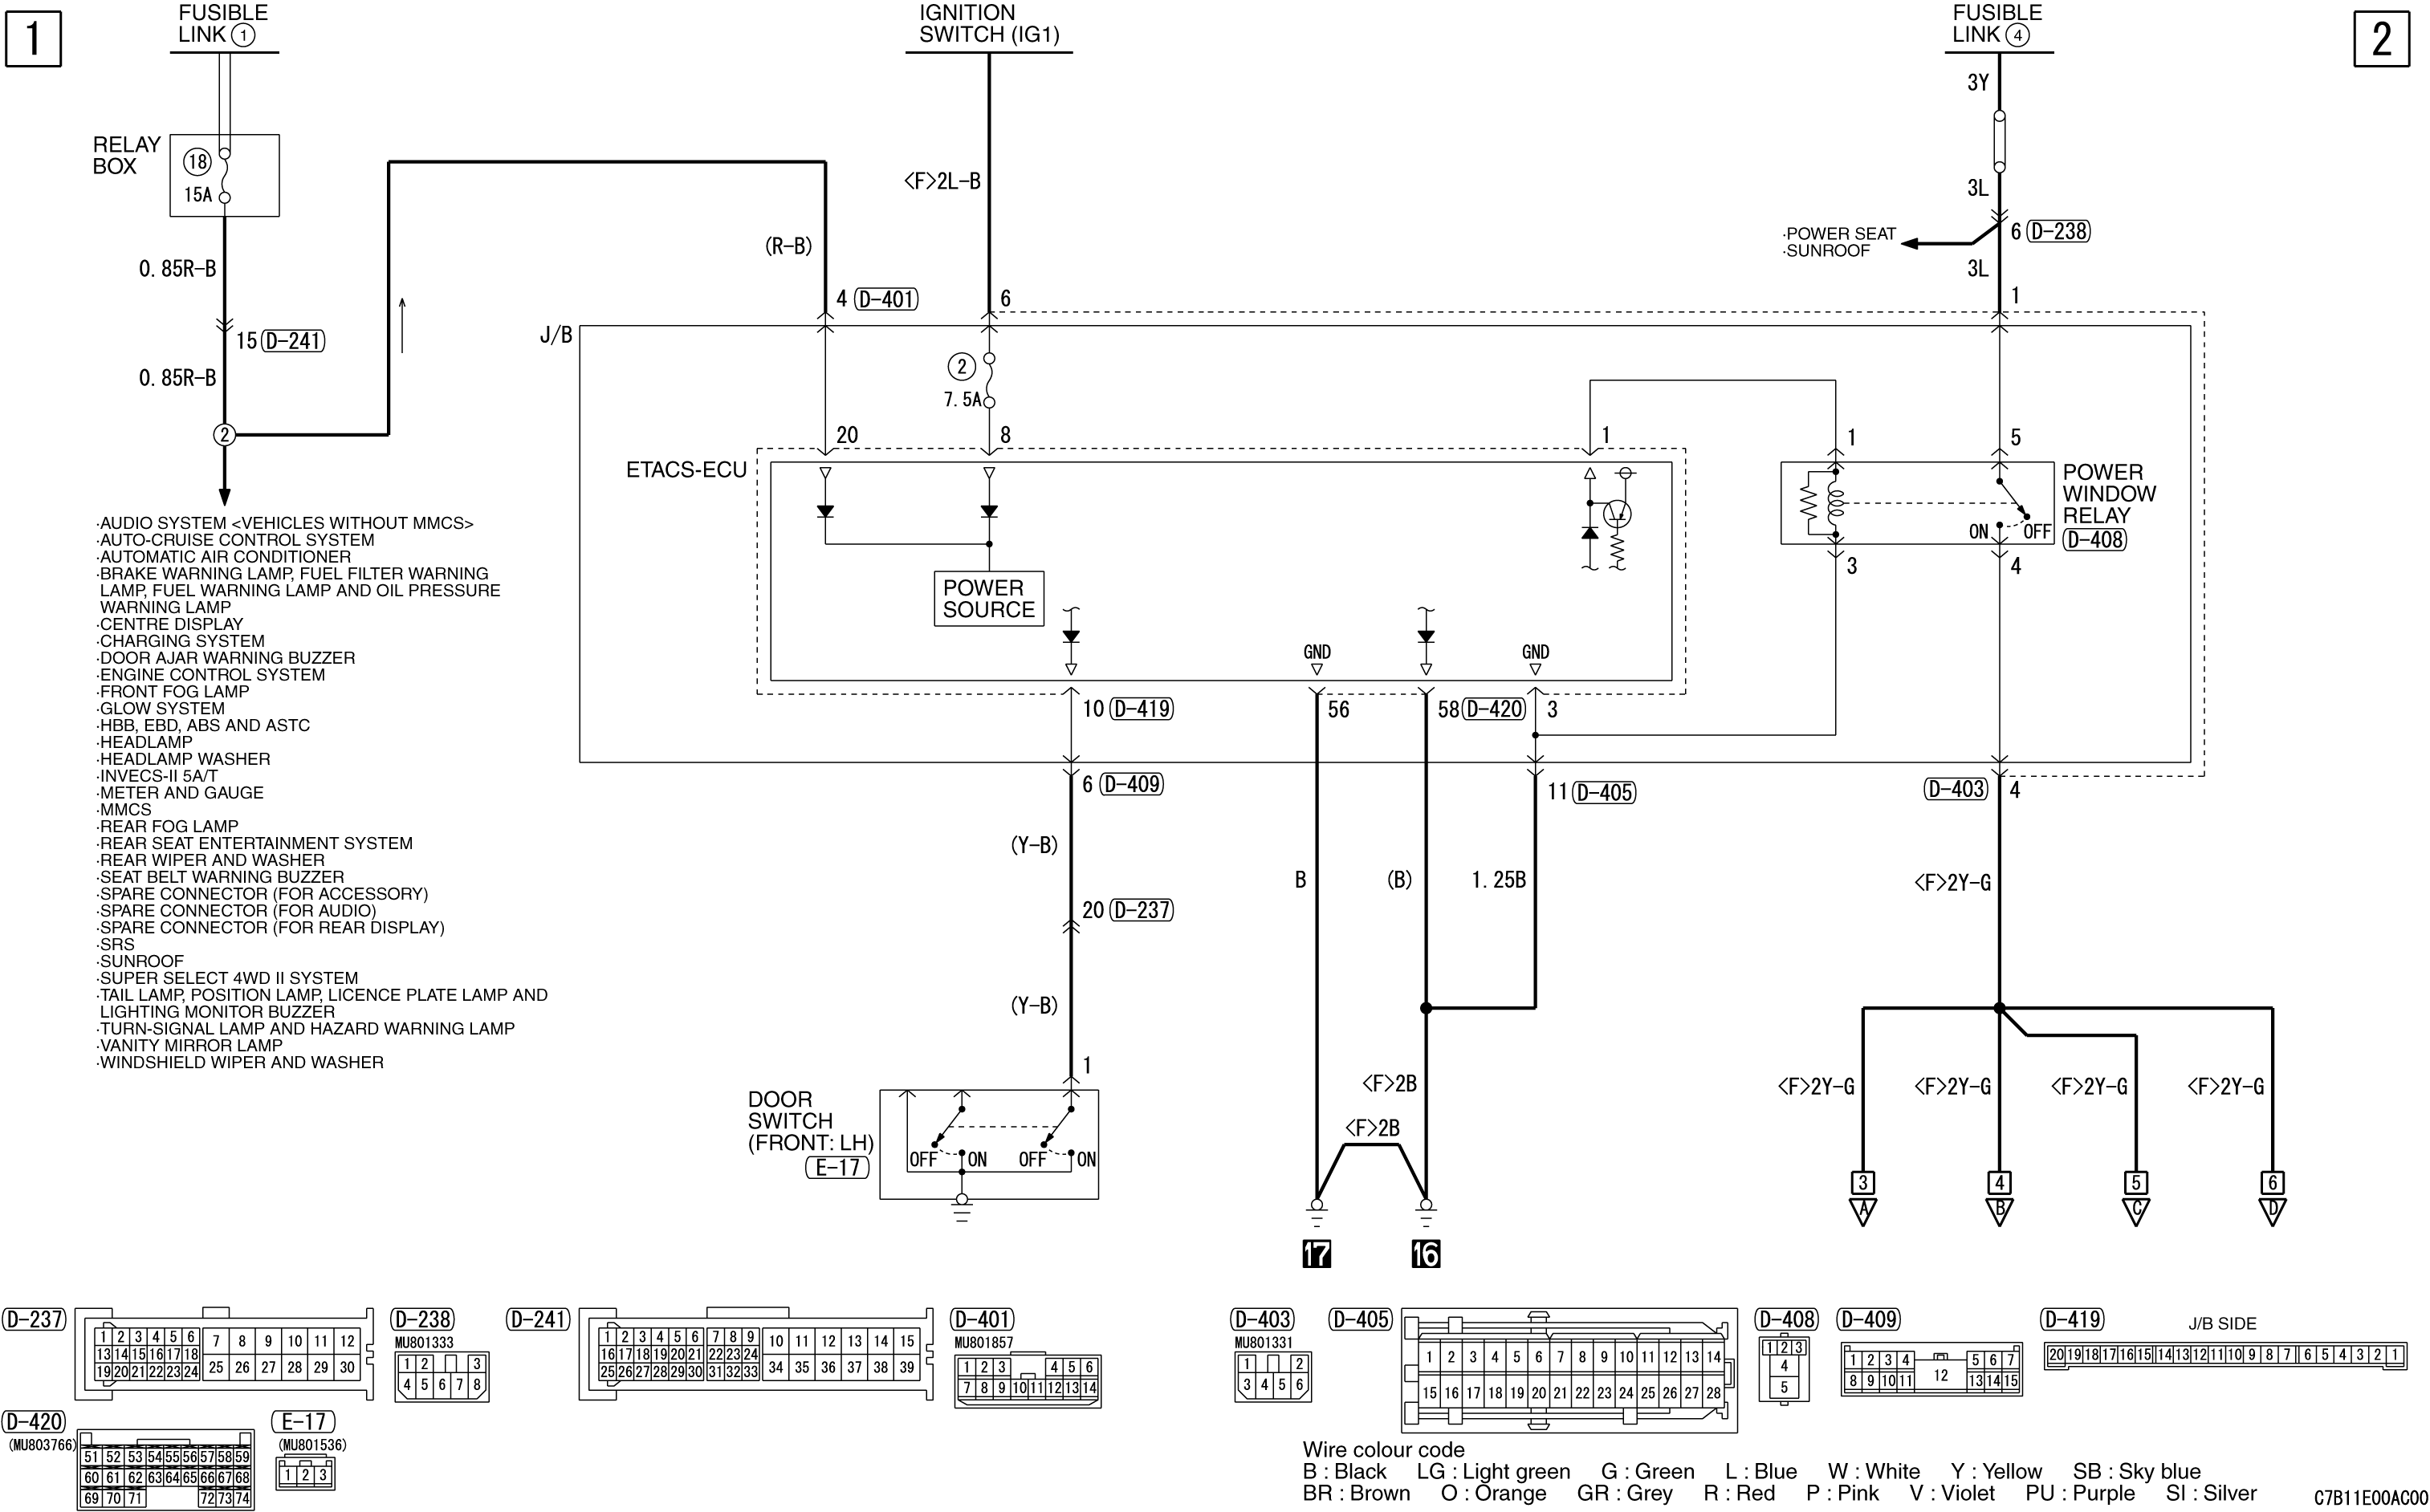 1
FUSIBLE
LINK 1
IGNITION
SWITCH (IG1)
FUSIBLE
LINK 4
2
3Y
RELAY
BOX
18
15A
<F>2L-B
3L
·POWER SEAT
·SUNROOF
6 (D-238)
(R-B)
0.85R-B
3L
4 (D-401)
6
1
15 (D-241)
J/B
2
7.5A
0.85R-B
2
20
8
1
1
5
ETACS-ECU
POWER
WINDOW
RELAY
(D-408)
ON
OFF
3
4
POWER
SOURCE
GND
GND
10 (D-419)
56
58 (D-420)
3
6 (D-409)
11 (D-405)
(D-403) 4
·AUDIO SYSTEM <VEHICLES WITHOUT MMCS>
·AUTO-CRUISE CONTROL SYSTEM
·AUTOMATIC AIR CONDITIONER
·BRAKE WARNING LAMP, FUEL FILTER WARNING
LAMP, FUEL WARNING LAMP AND OIL PRESSURE
WARNING LAMP
·CENTRE DISPLAY
·CHARGING SYSTEM
·DOOR AJAR WARNING BUZZER
·ENGINE CONTROL SYSTEM
·FRONT FOG LAMP
·GLOW SYSTEM
·HBB, EBD, ABS AND ASTC
·HEADLAMP
·HEADLAMP WASHER
·INVECS-II 5A/T
·METER AND GAUGE
·MMCS
·REAR FOG LAMP
·REAR SEAT ENTERTAINMENT SYSTEM
·REAR WIPER AND WASHER
·SEAT BELT WARNING BUZZER
·SPARE CONNECTOR (FOR ACCESSORY)
·SPARE CONNECTOR (FOR AUDIO)
·SPARE CONNECTOR (FOR REAR DISPLAY)
·SRS
·SUNROOF
·SUPER SELECT 4WD II SYSTEM
·TAIL LAMP, POSITION LAMP, LICENCE PLATE LAMP AND
LIGHTING MONITOR BUZZER
·TURN-SIGNAL LAMP AND HAZARD WARNING LAMP
·VANITY MIRROR LAMP
·WINDSHIELD WIPER AND WASHER
(Y-B)
B
(B)
1.25B
<F>2Y-G
20 (D-237)
(Y-B)
1
<F>2B
<F>2B
<F>2Y-G
<F>2Y-G
<F>2Y-G
<F>2Y-G
DOOR
SWITCH
(FRONT: LH)
(E-17)
OFF
ON
OFF
ON
3
4
5
6
A
B
C
D
17
16
(D-237)
1 2 3 4 5 6 7 8 9 10 11 12
13 14 15 16 17 18
19 20 21 22 23 24 25 26 27 28 29 30
(D-238)
MU801333
1 2 3
4 5 6 7 8
(D-241)
1 2 3 4 5 6 7 8 9 10 11 12 13 14 15
16 17 18 19 20 21 22 23 24
25 26 27 28 29 30 31 32 33 34 35 36 37 38 39
(D-401)
MU801857
1 2 3 4 5 6
7 8 9 10 11 12 13 14
(D-403)
MU801331
1 2
3 4 5 6
(D-405)
1 2 3 4 5 6 7 8 9 10 11 12 13 14
15 16 17 18 19 20 21 22 23 24 25 26 27 28
(D-408)
1 2 3
4
5
(D-409)
1 2 3 4 5 6 7
8 9 10 11 12 13 14 15
(D-419)
J/B SIDE
20 19 18 17 16 15 14 13 12 11 10 9 8 7 6 5 4 3 2 1
(D-420)
(MU803766)
51 52 53 54 55 56 57 58 59
60 61 62 63 64 65 66 67 68
69 70 71 72 73 74
(E-17)
(MU801536)
1 2 3
Wire colour code
B : Black LG : Light green G : Green L : Blue W : White Y : Yellow SB : Sky blue
BR : Brown O : Orange GR : Grey R : Red P : Pink V : Violet PU : Purple SI : Silver
C7B11E00AC00